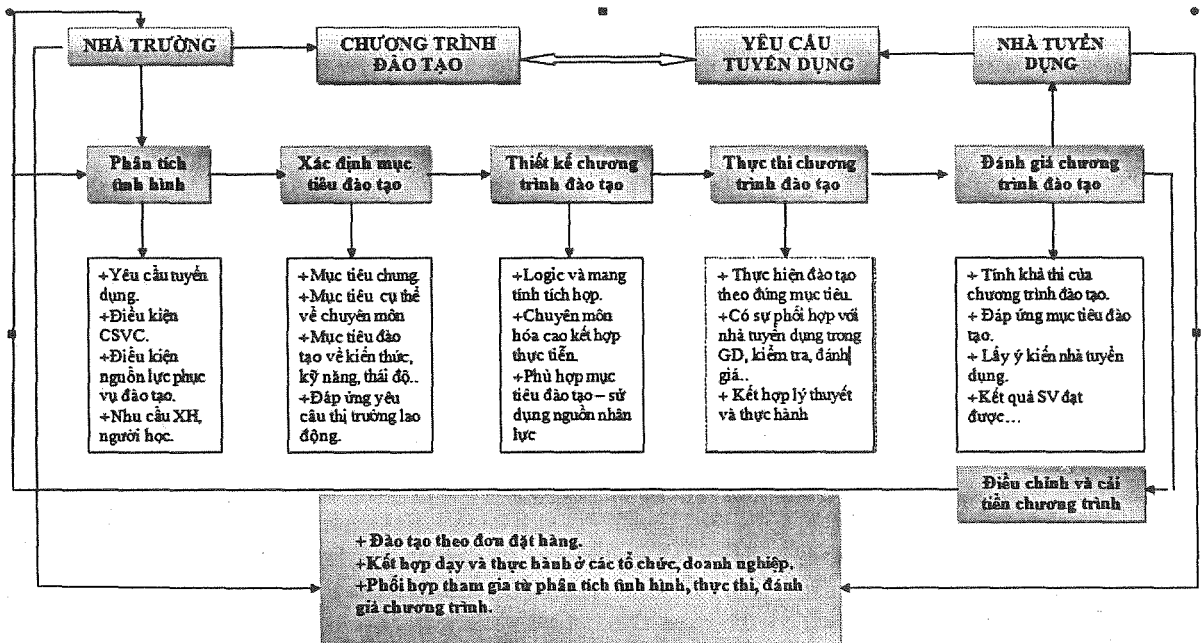 NHÀ TRƯỜNG
CHƯƠNG TRÌNH
ĐÀO TẠO
YÊU CẦU
TUYỂN DỤNG
NHÀ TUYỂN
DỤNG
Phân tích
tình hình
Xác định mục
tiêu đào tạo
Thiết kế chương
trình đào tạo
Thực thi chương
trình đào tạo
Đánh giá chương
trình đào tạo
+Yêu cầu tuyển
dụng.
+Điều kiện
CSVC.
+Điều kiện
nguồn lực phục
vụ đào tạo.
+Nhu cầu XH,
người học.
+Mục tiêu chung.
+Mục tiêu cụ thể
về chuyên môn
+Mục tiêu đào
tạo về kiến thức,
kỹ năng, thái độ..
+Đáp ứng yêu
cầu thị trường lao
động.
+Logic và mang
tính tích hợp.
+Chuyên môn
hóa cao kết hợp
thực tiễn.
+Phù hợp mục
tiêu đào tạo – sử
dụng nguồn nhân
lực
+ Thực hiện đào tạo
theo đúng mục tiêu.
+Có sự phối hợp với
nhà tuyển dụng trong
GD, kiểm tra, đánh
giá..
+ Kết hợp lý thuyết
và thực hành
+ Tính khả thi của
chương trình đào tạo.
+ Đáp ứng mục tiêu đào
tạo.
+ Lấy ý kiến nhà tuyển
dụng.
+Kết quả SV đạt
được…
Điều chỉnh và cải
tiến chương trình
+ Đào tạo theo đơn đặt hàng.
+Kết hợp dạy và thực hành ở các tổ chức, doanh nghiệp.
+Phối hợp tham gia từ phân tích tình hình, thực thi, đánh
giá chương trình.